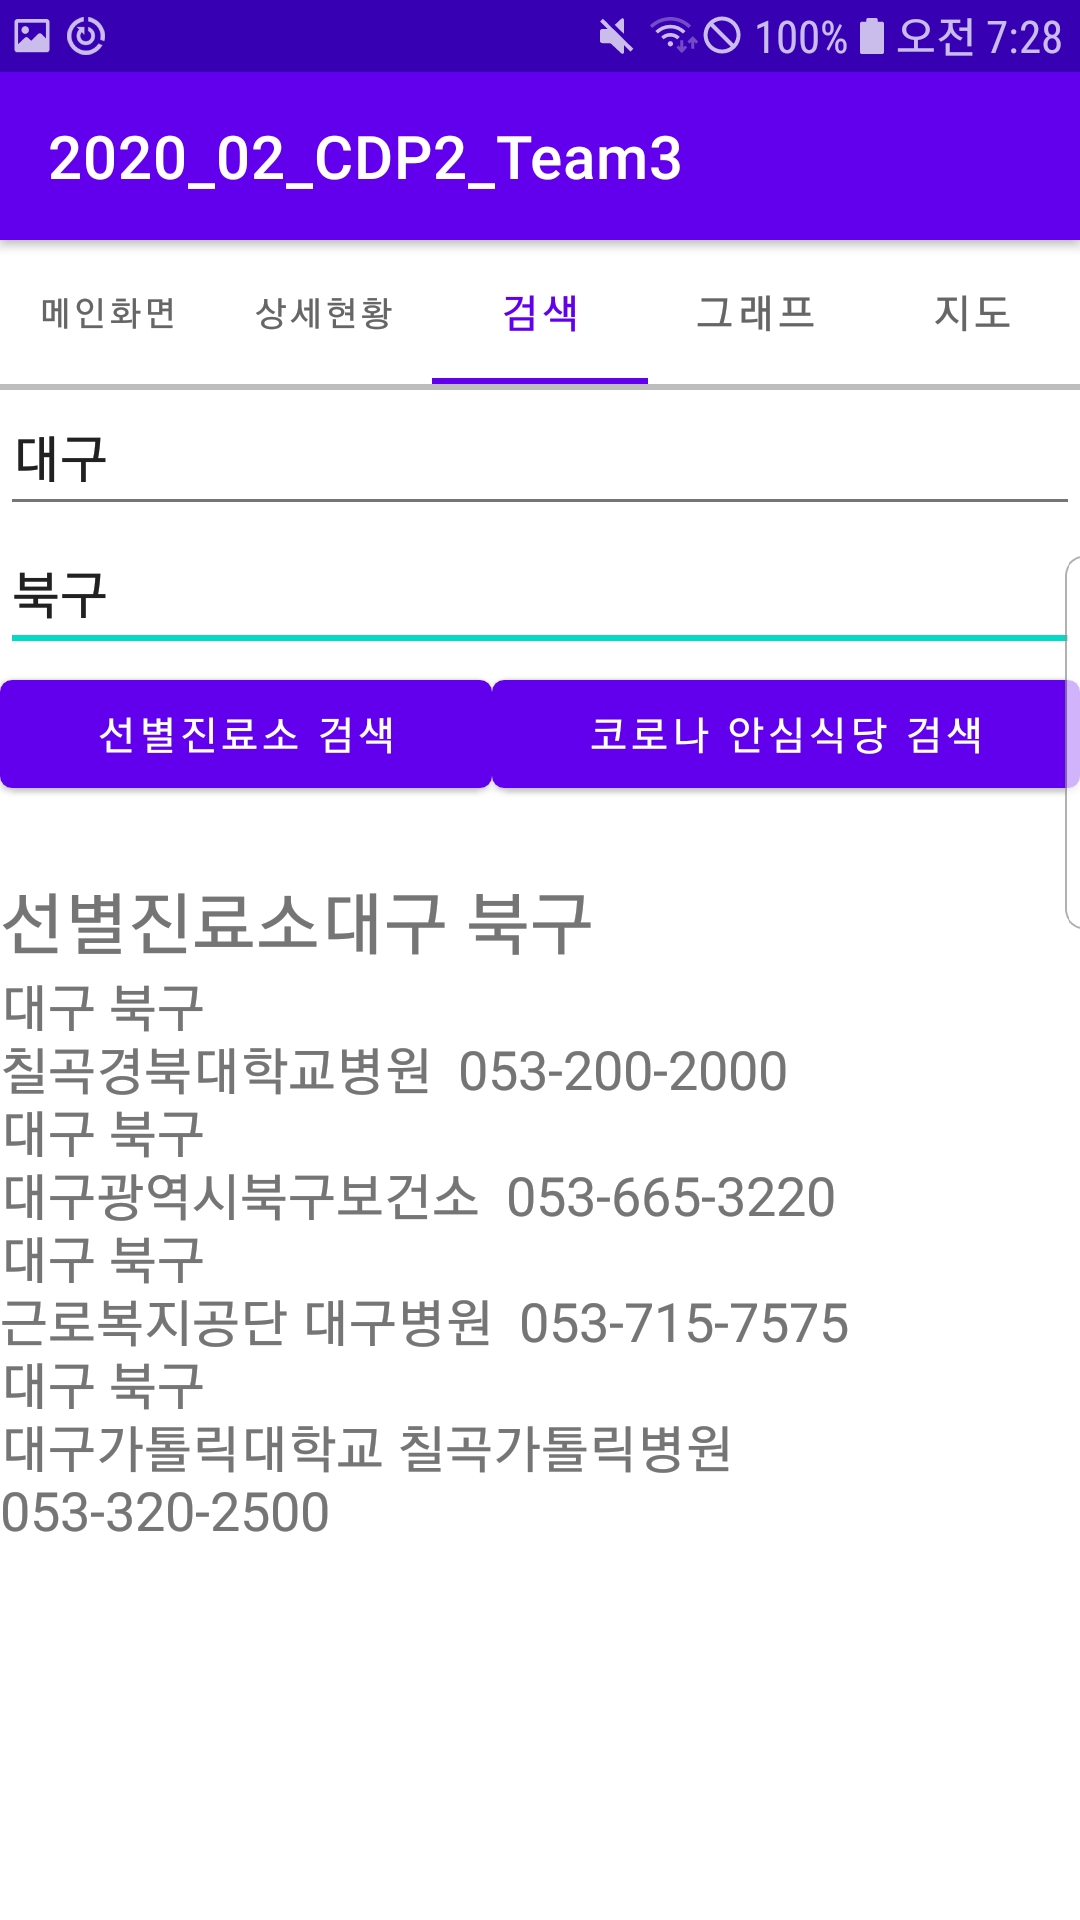 100% 오전 7:28
2020_02_CDP2_Team3
메인화면 상세현황 검색 그래프 지도
대구
북구
선별진료소 검색 코로나 안심식당 검색
선별진료소대구 북구
대구 북구
칠곡경북대학교병원 053-200-2000
대구 북구
대구광역시북구보건소 053-665-3220
대구 북구
근로복지공단 대구병원 053-715-7575
대구 북구
대구가톨릭대학교 칠곡가톨릭병원
053-320-2500